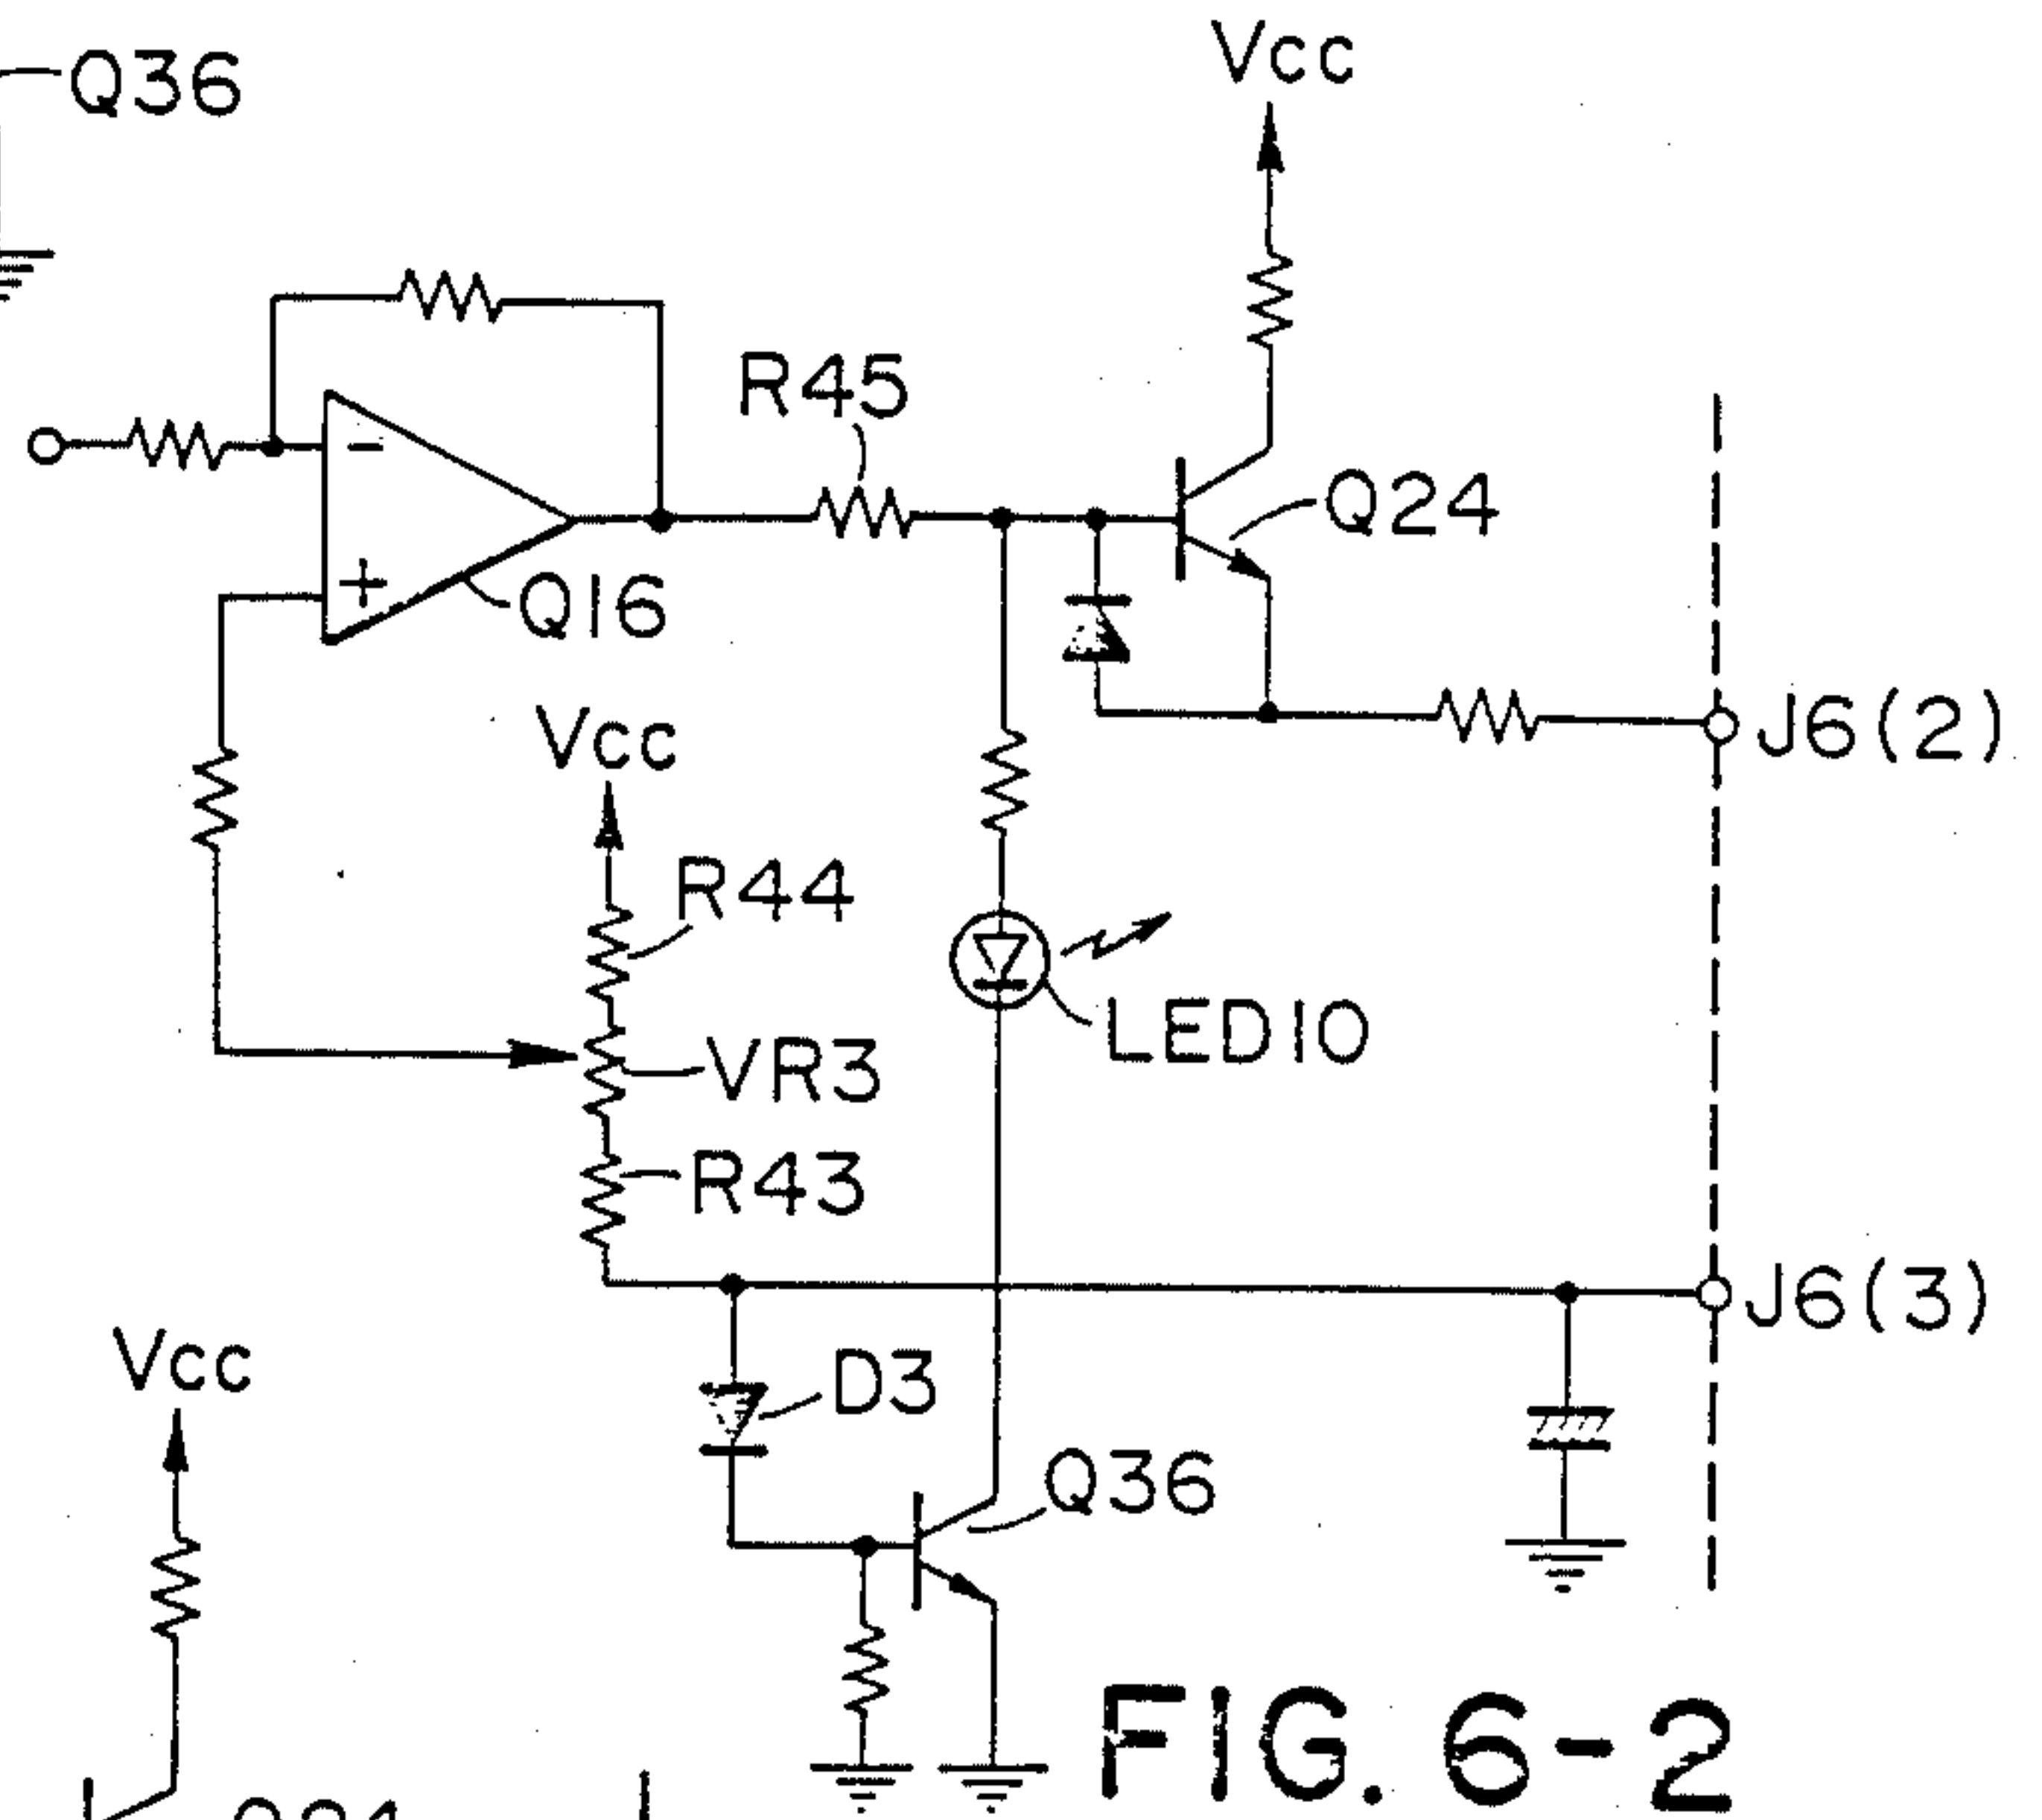 Vcc
Q36
R45
Q24
Q16
J6(2)
Vcc
R44
LED10
VR3
R43
J6(3)
Vcc
D3
Q36
FIG. 6-2